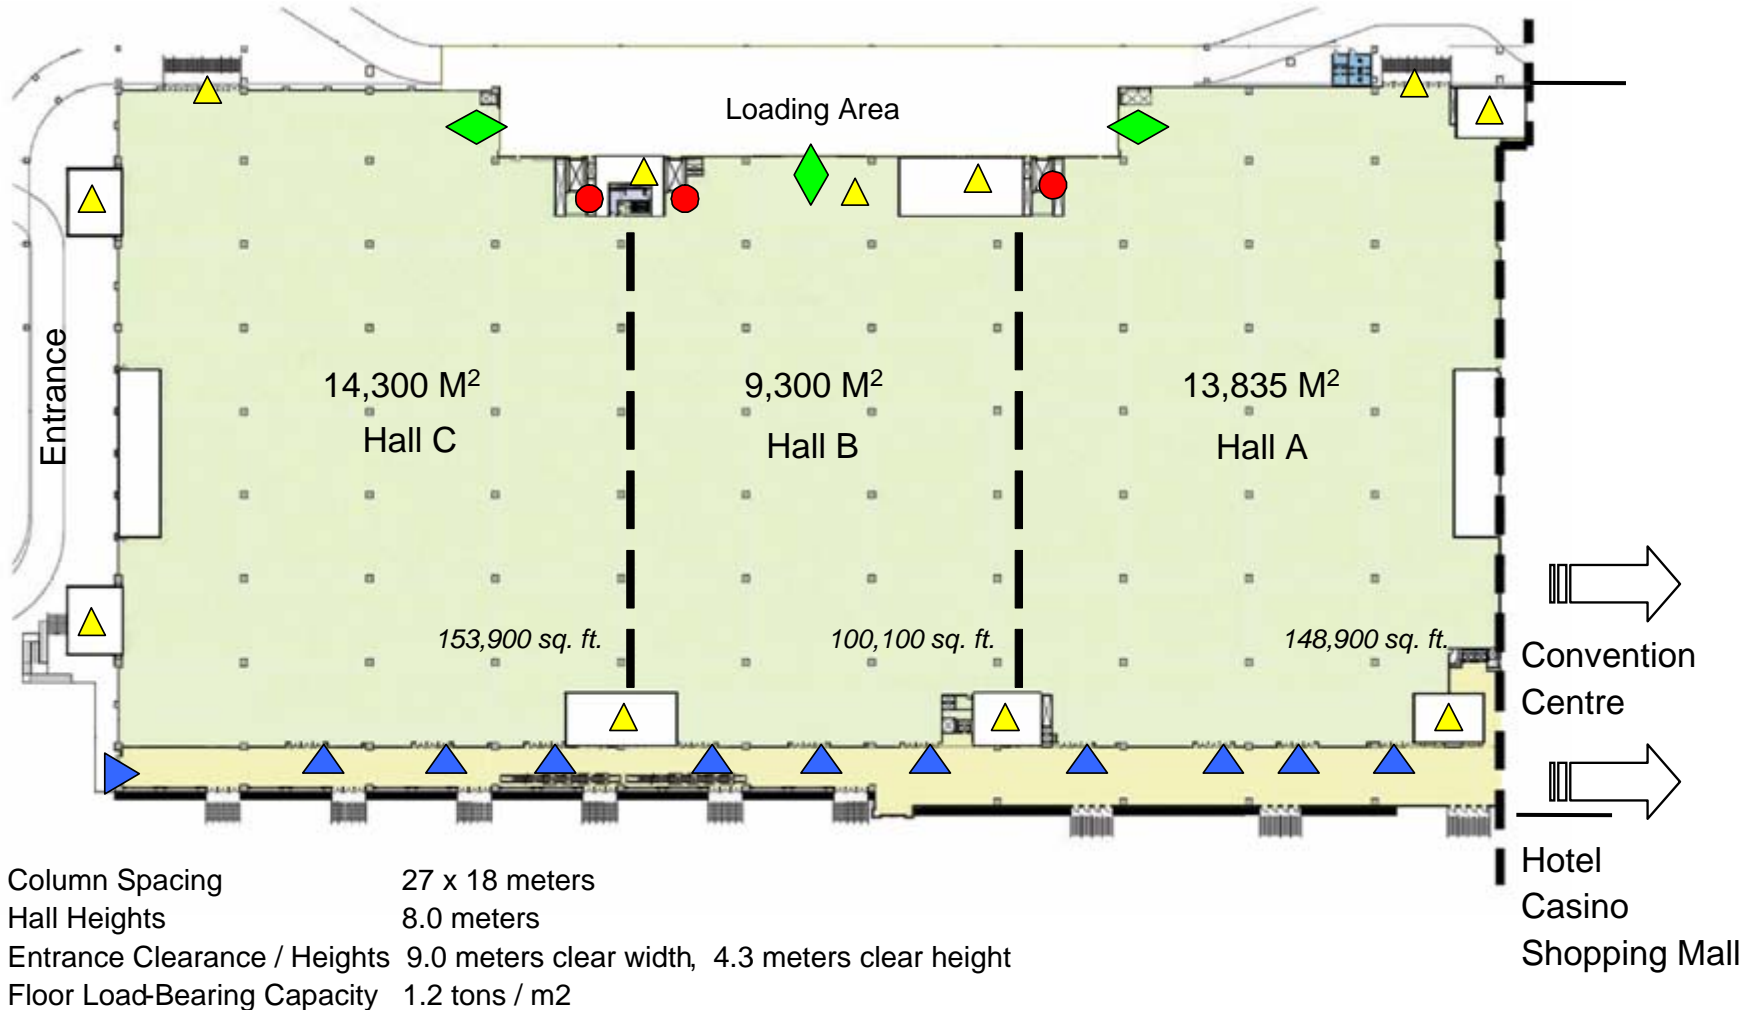 Loading Area
Entrance
14,300 M²
Hall C
9,300 M²
Hall B
13,835 M²
Hall A
153,900 sq. ft.
100,100 sq. ft.
148,900 sq. ft.
Convention
Centre
Hotel
Casino
Shopping Mall
Column Spacing 27 x 18 meters
Hall Heights 8.0 meters
Entrance Clearance / Heights 9.0 meters clear width, 4.3 meters clear height
Floor Load-Bearing Capacity 1.2 tons / m2